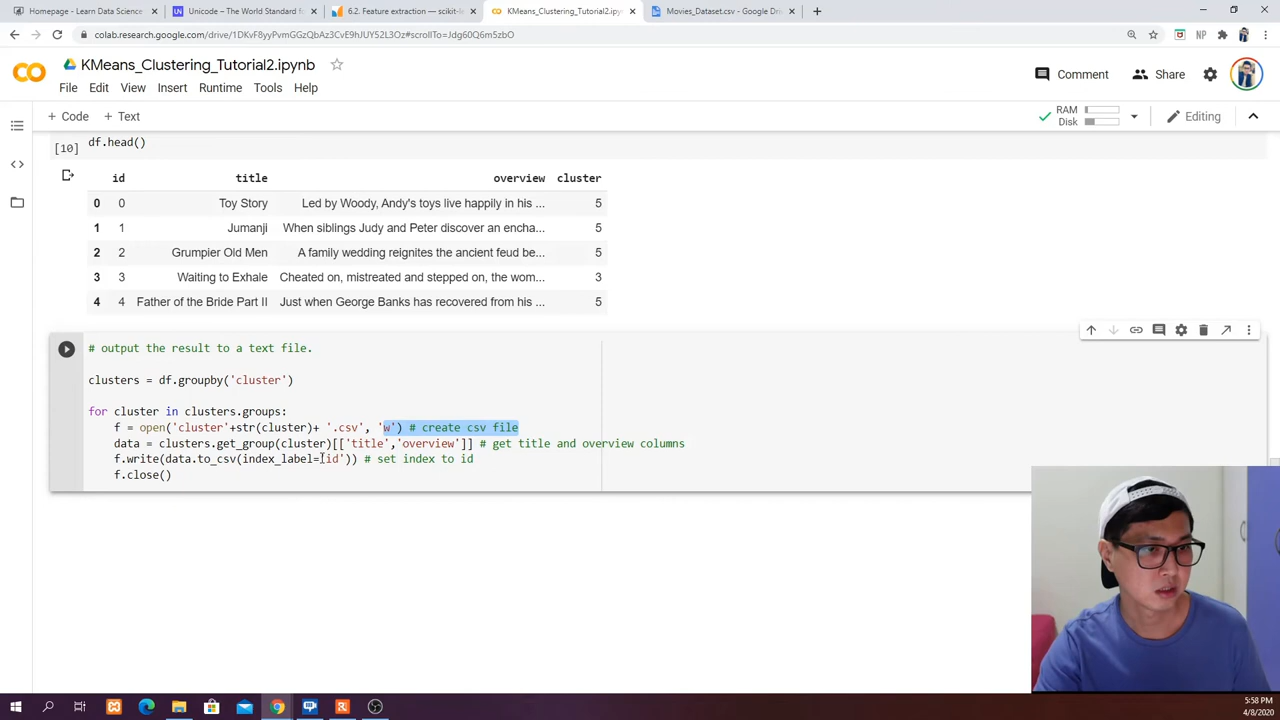 Homepage - Learn Data Science
Unicode – The World Standard fo
6.2. Feature extraction — scikit-le
KMeans_Clustering_Tutorial2.ipyn
Movies_Dataset.csv - Google Driv
colab.research.google.com/drive/1DKvF8yyPvmGGzQbAz3CvE9hJUY52L3Oz#scrollTo=Jdg60Q6m5zbO
NP
CO
KMeans_Clustering_Tutorial2.ipynb
Comment
Share
File Edit View Insert Runtime Tools Help
+ Code + Text
RAM
Disk
Editing
df.head()
[10]
id title overview cluster
0 0 Toy Story Led by Woody, Andy's toys live happily in his ... 5
1 1 Jumanji When siblings Judy and Peter discover an encha... 5
2 2 Grumpier Old Men A family wedding reignites the ancient feud be... 5
3 3 Waiting to Exhale Cheated on, mistreated and stepped on, the wom... 3
4 4 Father of the Bride Part II Just when George Banks has recovered from his ... 5
# output the result to a text file.
clusters = df.groupby('cluster')
for cluster in clusters.groups:
f = open('cluster'+str(cluster)+ '.csv', 'w') # create csv file
data = clusters.get_group(cluster)[['title','overview']] # get title and overview columns
f.write(data.to_csv(index_label='id')) # set index to id
f.close()
5:58 PM
4/8/2020